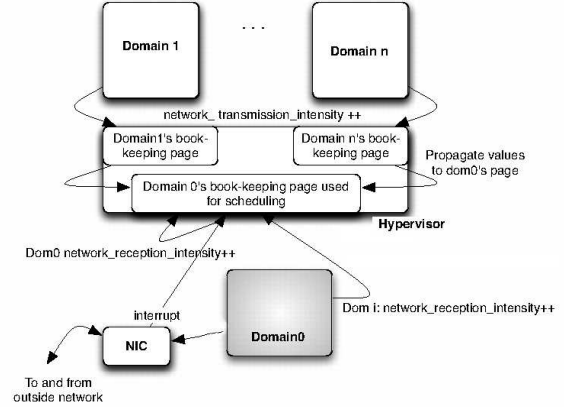 Domain 1
. . .
Domain n
network_ transmission_intensity ++
Domain1's book-
keeping page
Domain n's book-
keeping page
Propagate values
to dom0's page
Domain 0's book-keeping page used
for scheduling
Hypervisor
Dom0 network_reception_intensity++
Dom i: network_reception_intensity++
interrupt
Domain0
NIC
To and from
outside network